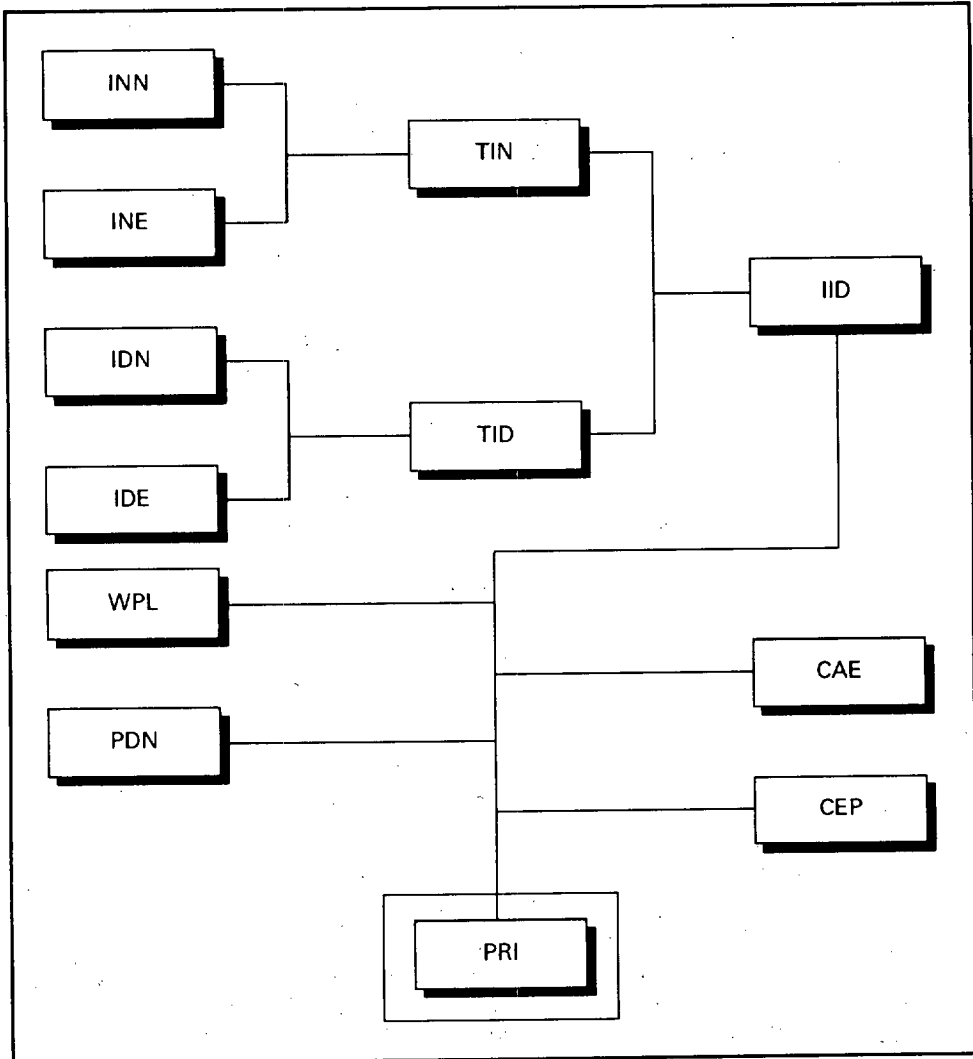 INN
TIN
INE
IID
IDN
TID
IDE
WPL
CAE
PDN
CEP
PRI